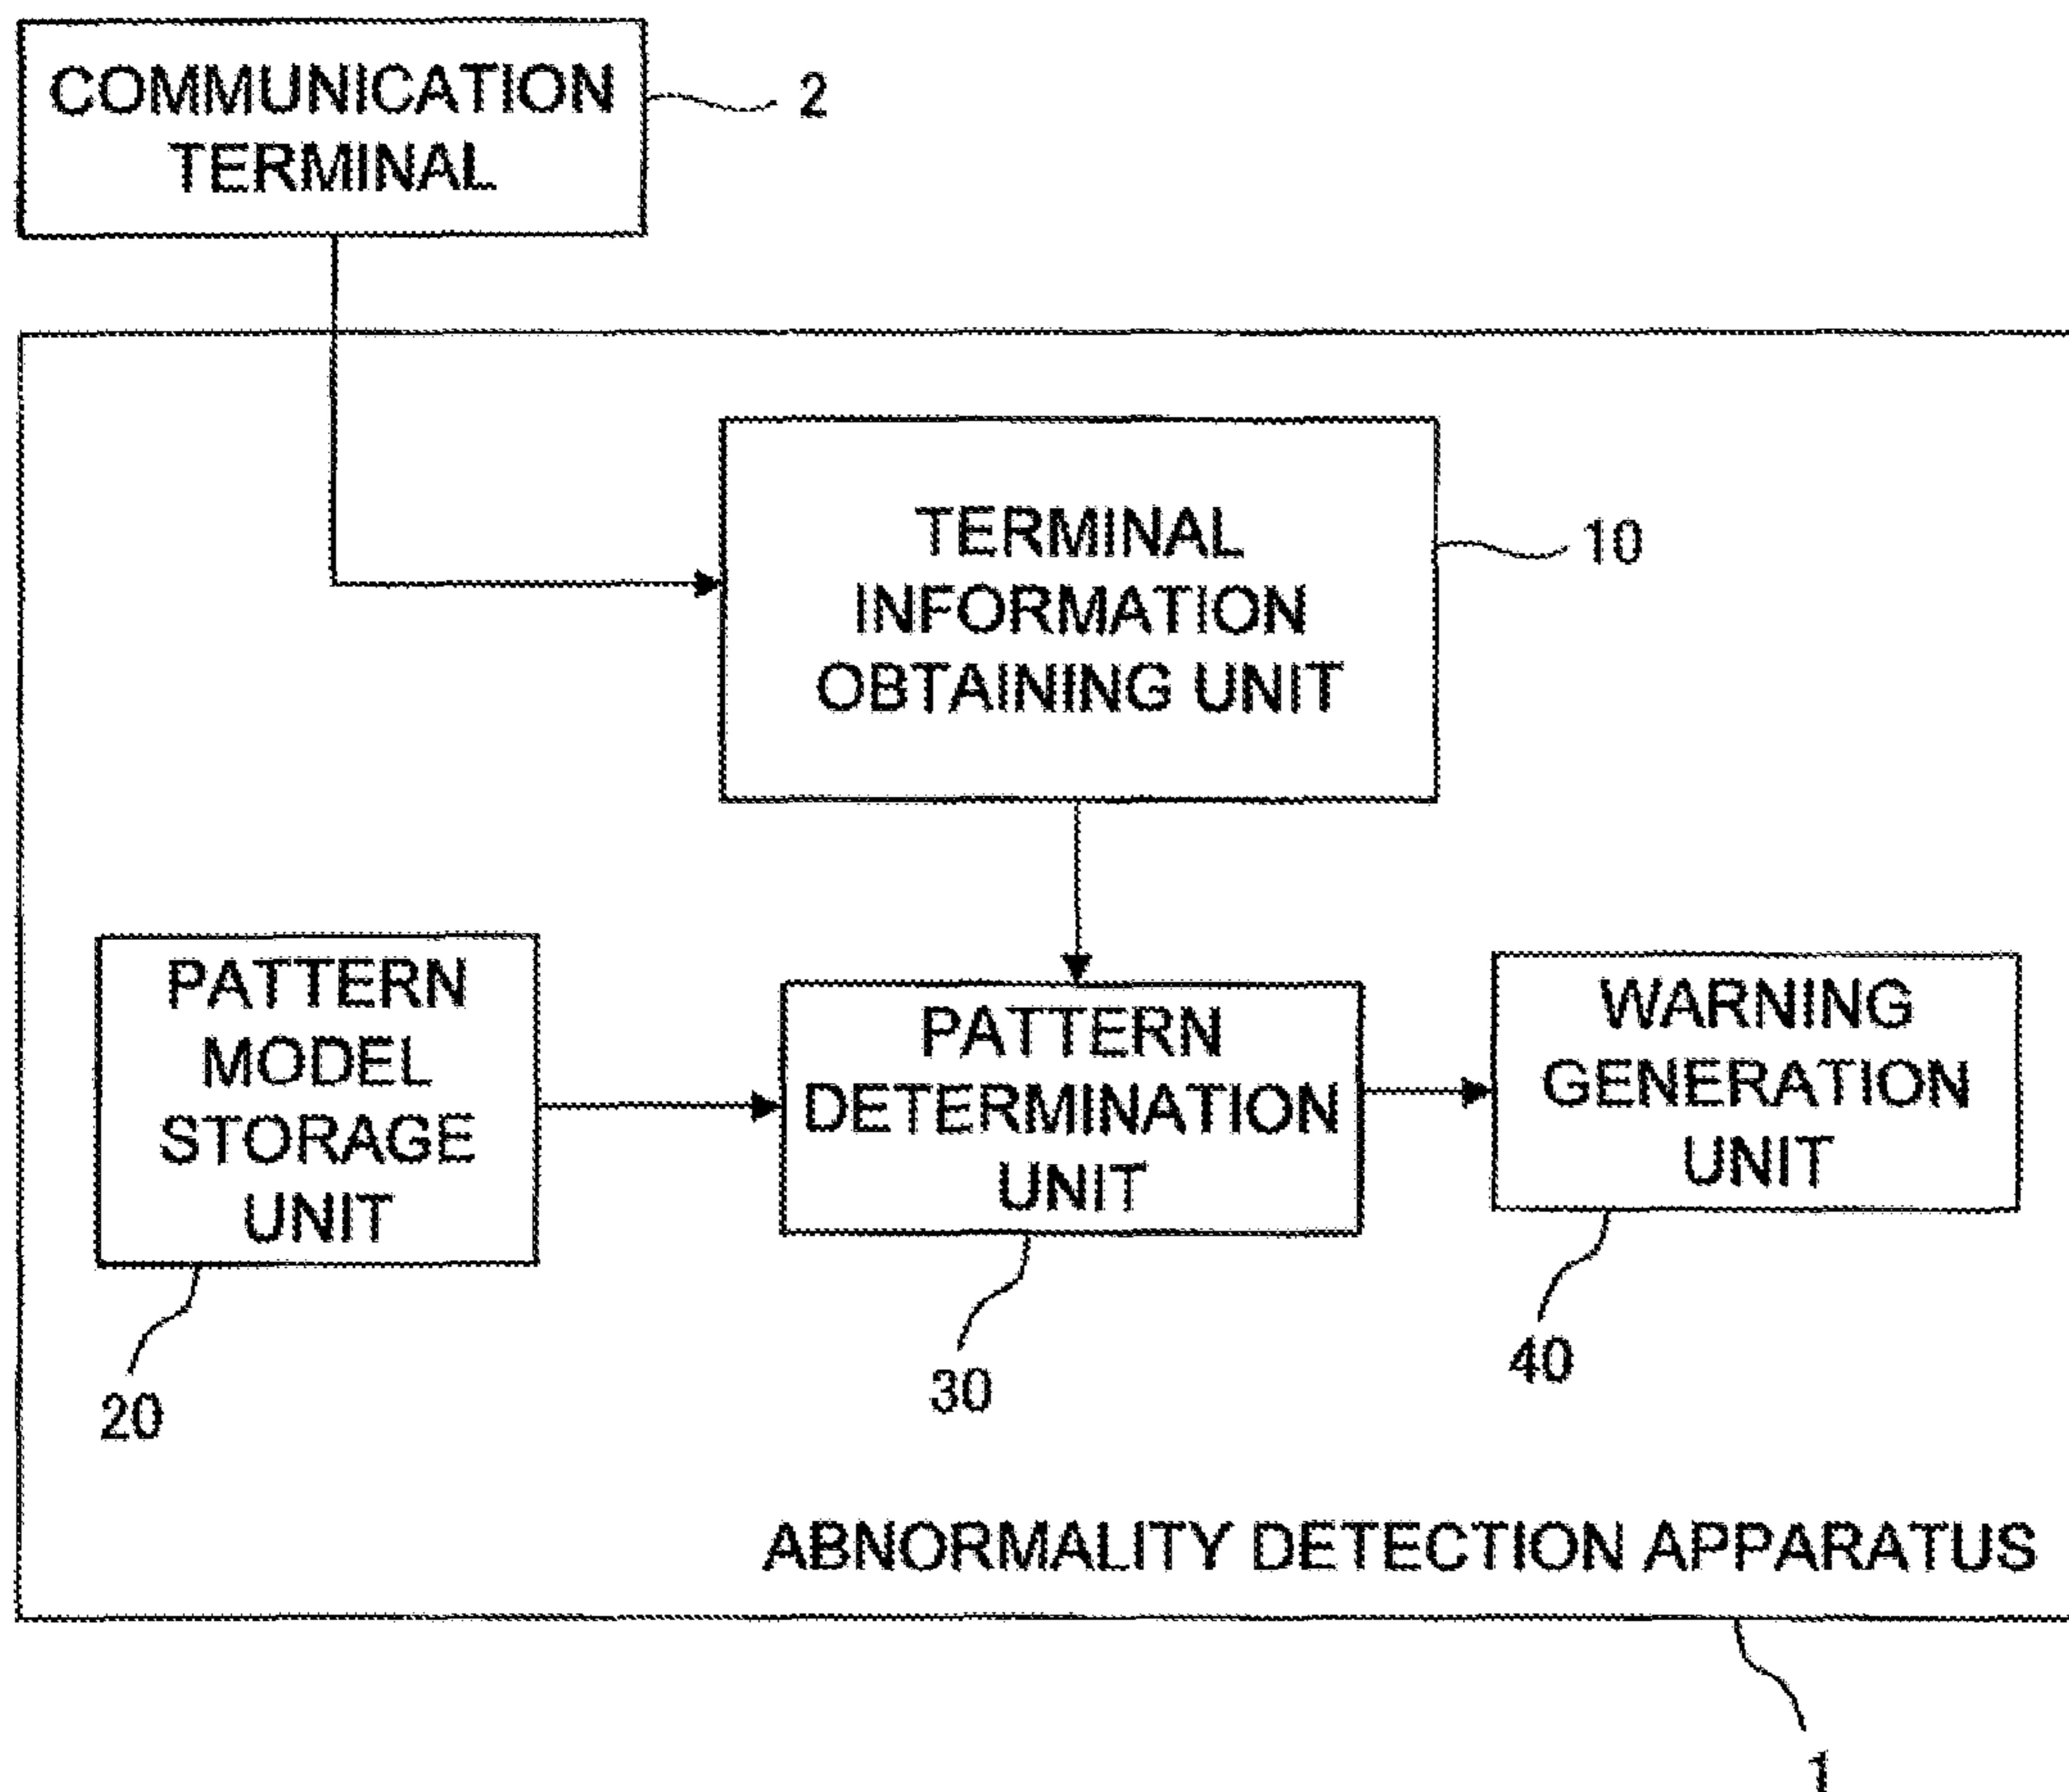 COMMUNICATION
TERMINAL
2
TERMINAL
INFORMATION
OBTAINING UNIT
10
PATTERN
MODEL
STORAGE
UNIT
20
PATTERN
DETERMINATION
UNIT
30
WARNING
GENERATION
UNIT
40
ABNORMALITY DETECTION APPARATUS
1